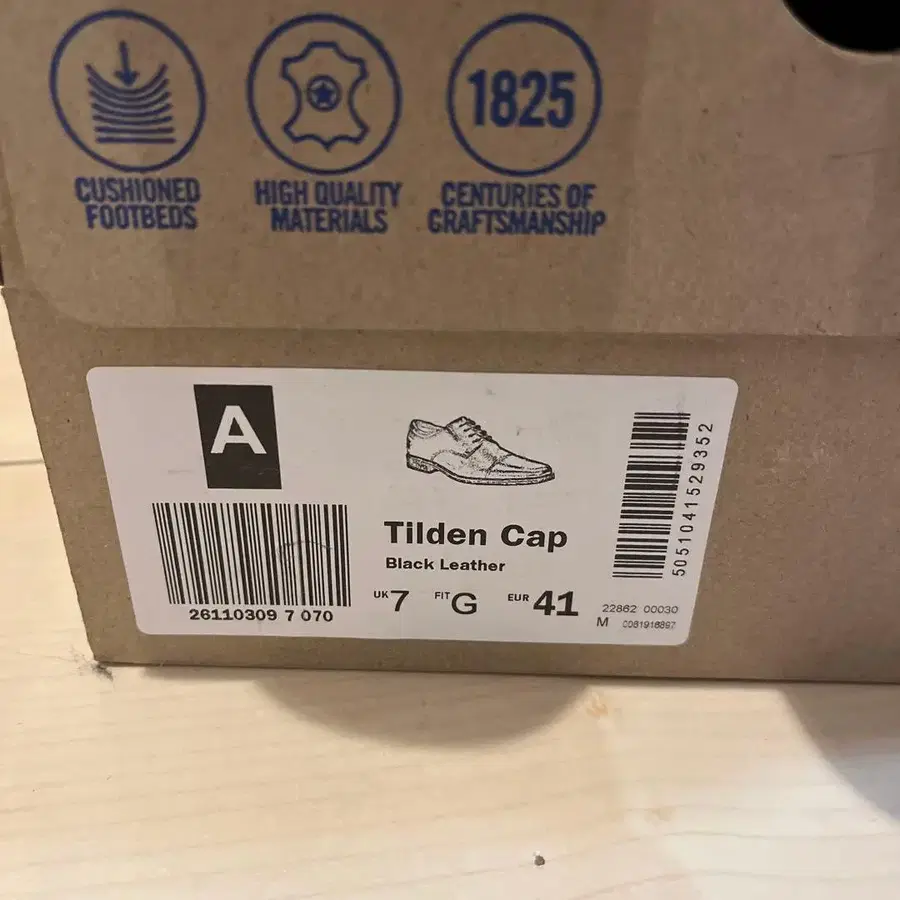 1825
CUSHIONED
FOOTBEDS
HIGH QUALITY
MATERIALS
CENTURIES OF
CRAFTSMANSHIP
A
26110309 7 070
Tilden Cap
Black Leather
UK 7 FIT G EUR 41
5051041529352
22862 00030
M 0081918897